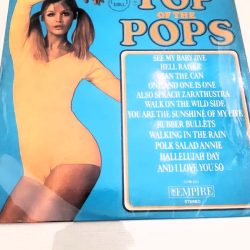 TOP
OF THE
POPS
SEE MY BABY JIVE
HELL RAISER
CAN THE CAN
ONE AND ONE IS ONE
ALSO SPRACH ZARATHUSTRA
WALK ON THE WILD SIDE
YOU ARE THE SUNSHINE OF MY LIFE
RUBBER BULLETS
WALKING IN THE RAIN
POLK SALAD ANNIE
HALLELUJAH DAY
AND I LOVE YOU SO
EMPIRE
STEREO